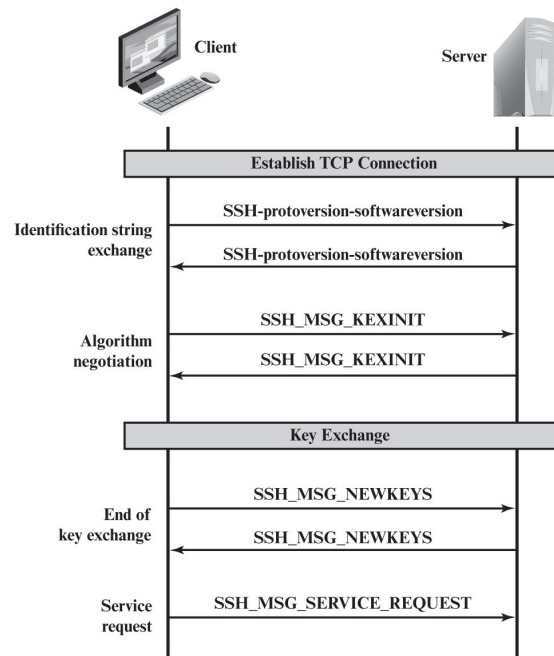 Client
Server
Establish TCP Connection
SSH-protoversion-softwareversion
Identification string
exchange
SSH-protoversion-softwareversion
SSH_MSG_KEXINIT
Algorithm
negotiation
SSH_MSG_KEXINIT
Key Exchange
SSH_MSG_NEWKEYS
End of
key exchange
SSH_MSG_NEWKEYS
SSH_MSG_SERVICE_REQUEST
Service
request